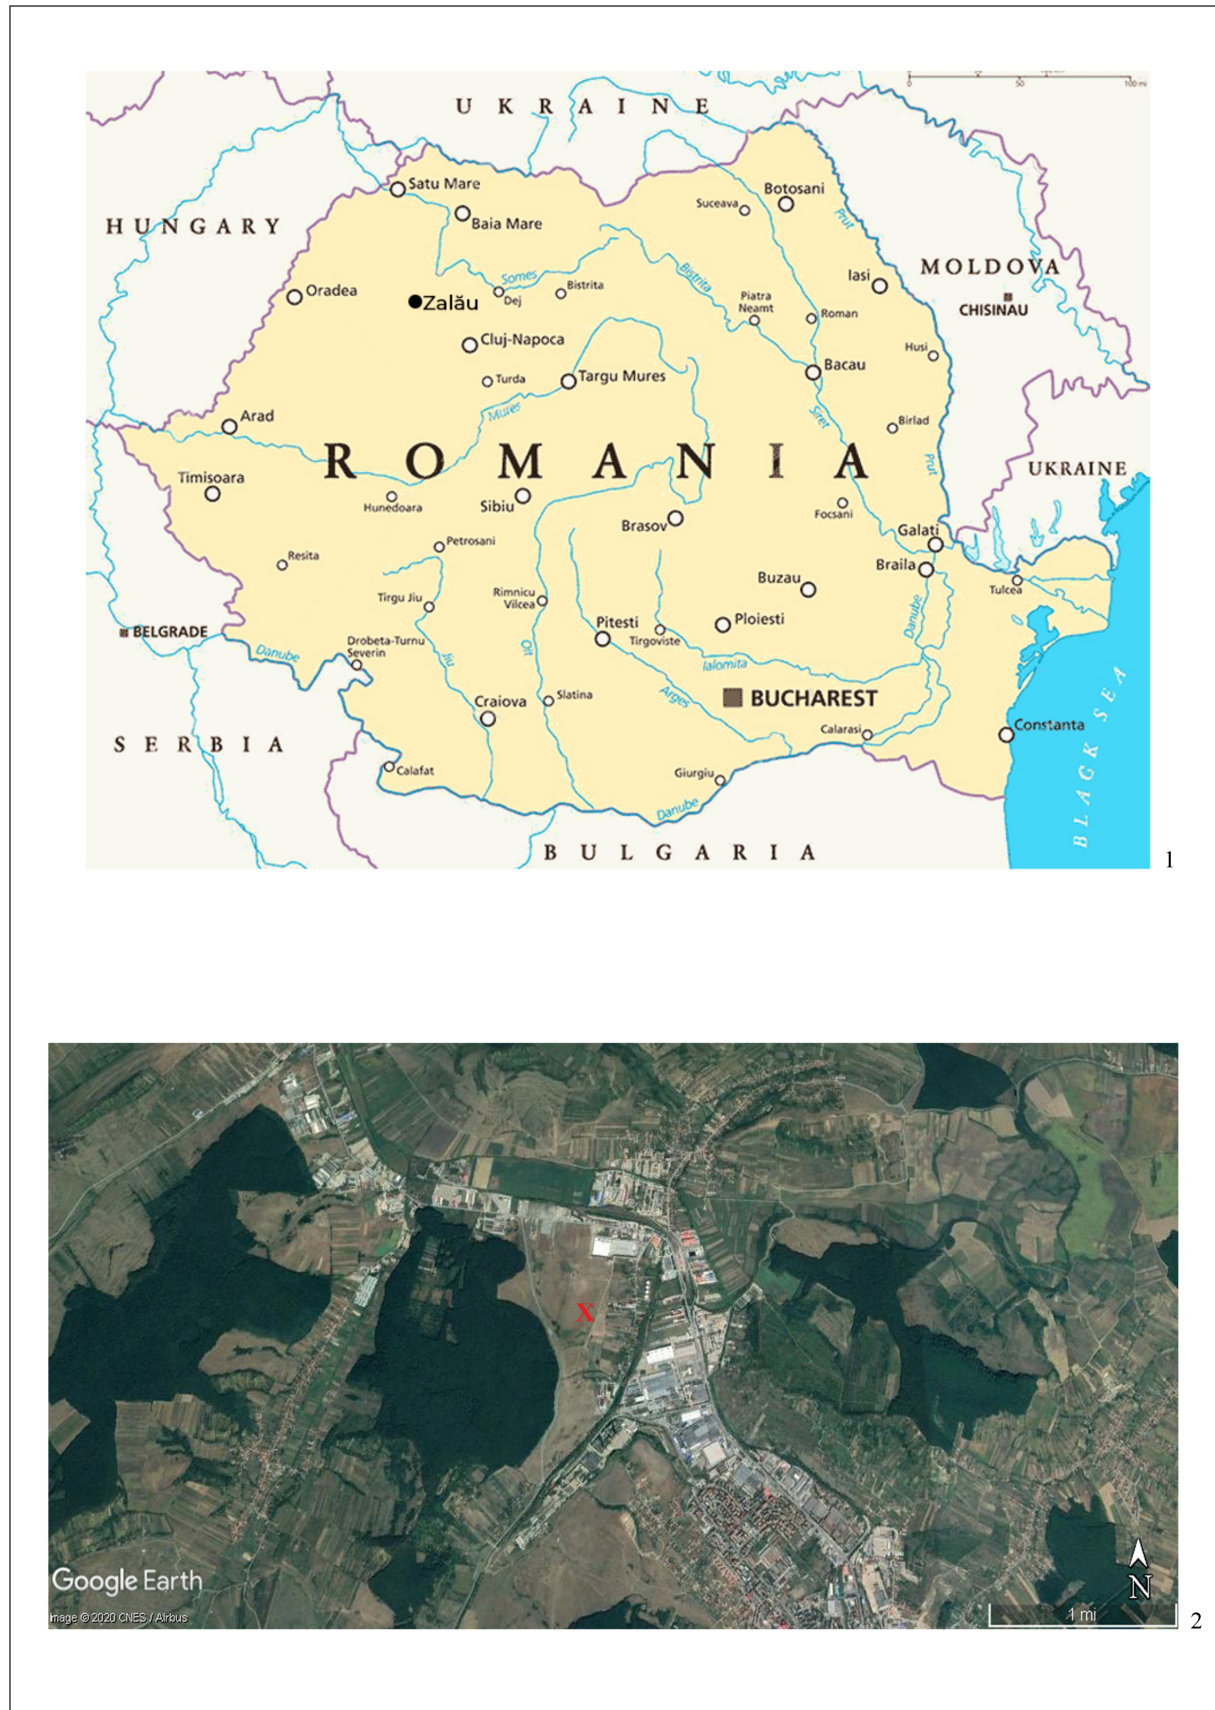 0
50
100 mi
UKRAINE
HUNGARY
Satu Mare
Baia Mare
Suceava
Botosani
Prut
MOLDOVA
CHISINAU
Iasi
Somes
Dej
Bistrita
Bistrita
Oradea
Zalău
Piatra
Neamt
Roman
Husi
Cluj-Napoca
Turda
Targu Mures
Bacau
Mures
Siret
Birlad
Arad
ROMANIA
Prut
UKRAINE
Timisoara
Hunedoara
Sibiu
Brasov
Focsani
Galati
Petrosani
Resita
Braila
Buzau
Tulcea
Tirgu Jiu
Rimnicu
Vilcea
Pitesti
Tirgoviste
Ploiesti
Danube
BELGRADE
Danube
Drobeta-Turnu
Severin
Jiu
Olt
Ialomita
Arges
BUCHAREST
Slatina
Craiova
Calarasi
Constanta
SERBIA
Calafat
Giurgiu
Danube
BLACK SEA
BULGARIA
1
X
Google Earth
Image © 2020 CNES / Airbus
N
1 mi
2